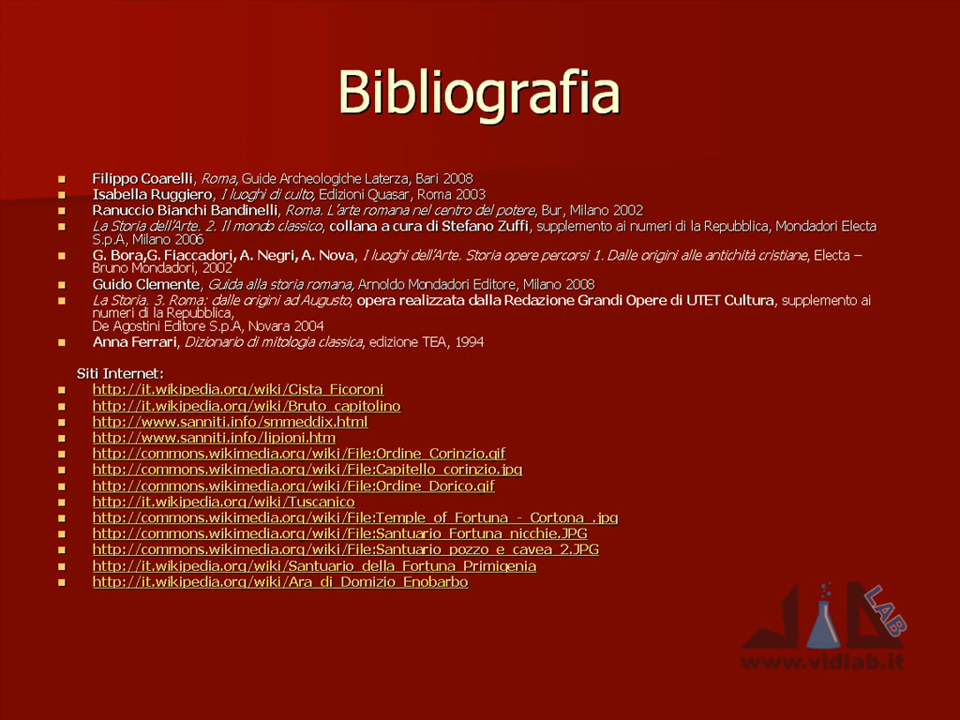 Bibliografia
Filippo Coarelli, Roma, Guide Archeologiche Laterza, Bari 2008
Isabella Ruggiero, I luoghi di culto, Edizioni Quasar, Roma 2003
Ranuccio Bianchi Bandinelli, Roma. L'arte romana nel centro del potere, Bur, Milano 2002
La Storia dell'Arte. 2. Il mondo classico, collana a cura di Stefano Zuffi, supplemento ai numeri di la Repubblica, Mondadori Electa
S.p.A, Milano 2006
G. Bora,G. Fiaccadori, A. Negri, A. Nova, I luoghi dell'Arte. Storia opere percorsi 1. Dalle origini alle antichità cristiane, Electa –
Bruno Mondadori, 2002
Guido Clemente, Guida alla storia romana, Arnoldo Mondadori Editore, Milano 2008
La Storia. 3. Roma: dalle origini ad Augusto, opera realizzata dalla Redazione Grandi Opere di UTET Cultura, supplemento ai
numeri di la Repubblica,
De Agostini Editore S.p.A, Novara 2004
Anna Ferrari, Dizionario di mitologia classica, edizione TEA, 1994
Siti Internet:
http://it.wikipedia.org/wiki/Cista_Ficoroni
http://it.wikipedia.org/wiki/Bruto_capitolino
http://www.sanniti.info/smmeddix.html
http://www.sanniti.info/lipioni.htm
http://commons.wikimedia.org/wiki/File:Ordine_Corinzio.gif
http://commons.wikimedia.org/wiki/File:Capitello_corinzio.jpg
http://commons.wikimedia.org/wiki/File:Ordine_Dorico.gif
http://it.wikipedia.org/wiki/Tuscanico
http://commons.wikimedia.org/wiki/File:Temple_of_Fortuna_-_Cortona_.jpg
http://commons.wikimedia.org/wiki/File:Santuario_Fortuna_nicchie.JPG
http://commons.wikimedia.org/wiki/File:Santuario_pozzo_e_cavea_2.JPG
http://it.wikipedia.org/wiki/Santuario_della_Fortuna_Primigenia
http://it.wikipedia.org/wiki/Ara_di_Domizio_Enobarbo
LAB
www.vidlab.it